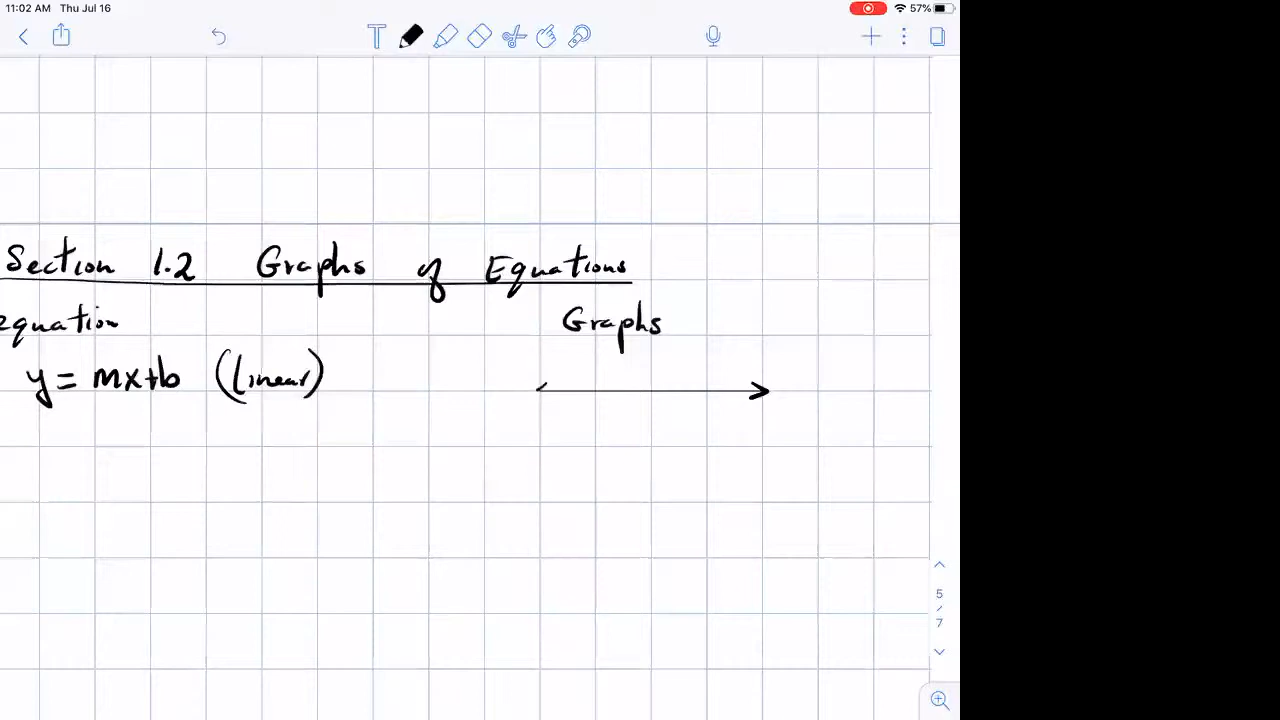 11:02 AM Thu Jul 16 57%
T
Section 1.2 Graphs of Equations
equation Graphs
y = mx+b (Linear)
5
/
7